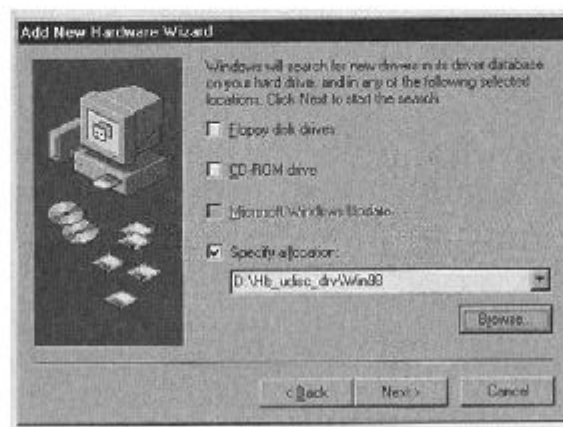 Add New Hardware Wizard
Windows will search for new drivers in its driver database
on your hard drive, and in any of the following selected
locations. Click Next to start the search.
Floppy disk drives
CD-ROM drive
Microsoft Windows Update
Specify a location:
D:\Hb_udisc_drv\Win98
Browse...
< Back
Next >
Cancel